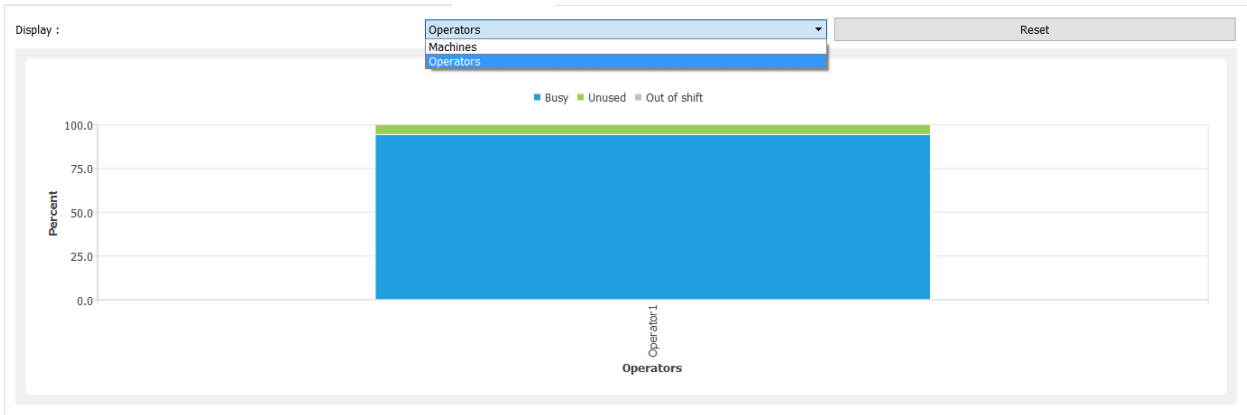 Display :
Operators
Reset
Machines
Operators
Busy Unused Out of shift
100.0
75.0
50.0
25.0
0.0
Percent
Operator1
Operators